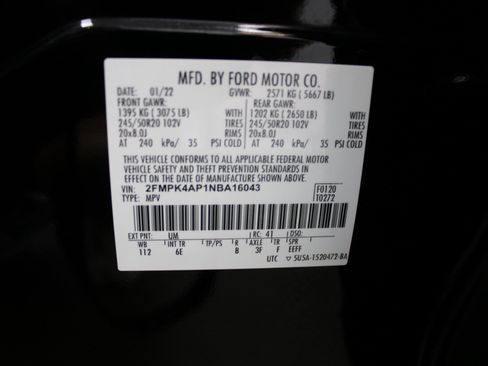 MFD. BY FORD MOTOR CO.
DATE: 01/22 GVWR: 2571 KG ( 5667 LB)
FRONT GAWR: REAR GAWR:
1395 KG ( 3075 LB) WITH 1202 KG ( 2650 LB) WITH
245/50R20 102V TIRES 245/50R20 102V TIRES
20x8.0J RIMS 20x8.0J RIMS
AT 240 kPa/ 35 PSI COLD AT 240 kPa/ 35 PSI COLD
THIS VEHICLE CONFORMS TO ALL APPLICABLE FEDERAL MOTOR
VEHICLE SAFETY AND THEFT PREVENTION STANDARDS IN
EFFECT ON THE DATE OF MANUFACTURE SHOWN ABOVE.
VIN: 2FMPK4AP1NBA16043 F0120
TYPE: MPV T0272
EXT PNT: UM RC: 41 DSO:
WB INT TR TP/PS R AXLE TR SPR
112 6E B 3F F EEFF
UTC ▽ 5U5A-1520472-BA